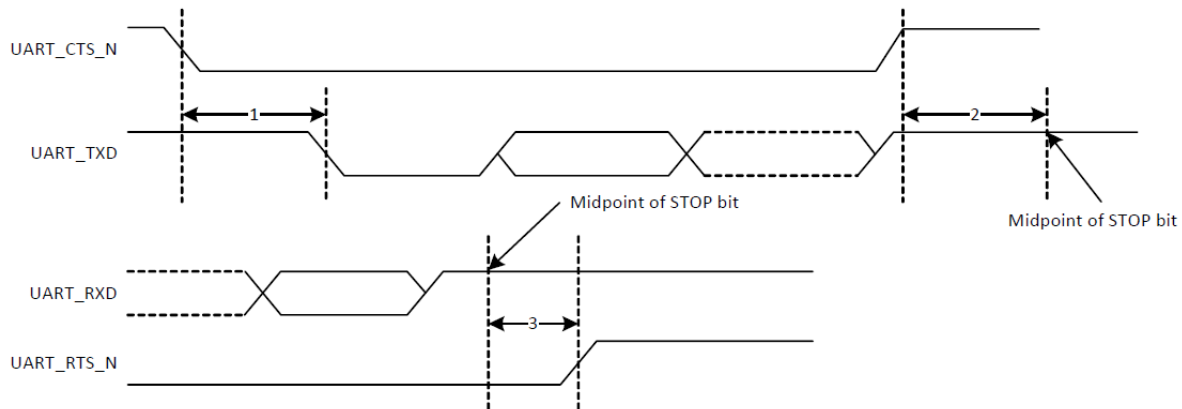 UART_CTS_N
1
2
UART_TXD
Midpoint of STOP bit
Midpoint of STOP bit
UART_RXD
3
UART_RTS_N